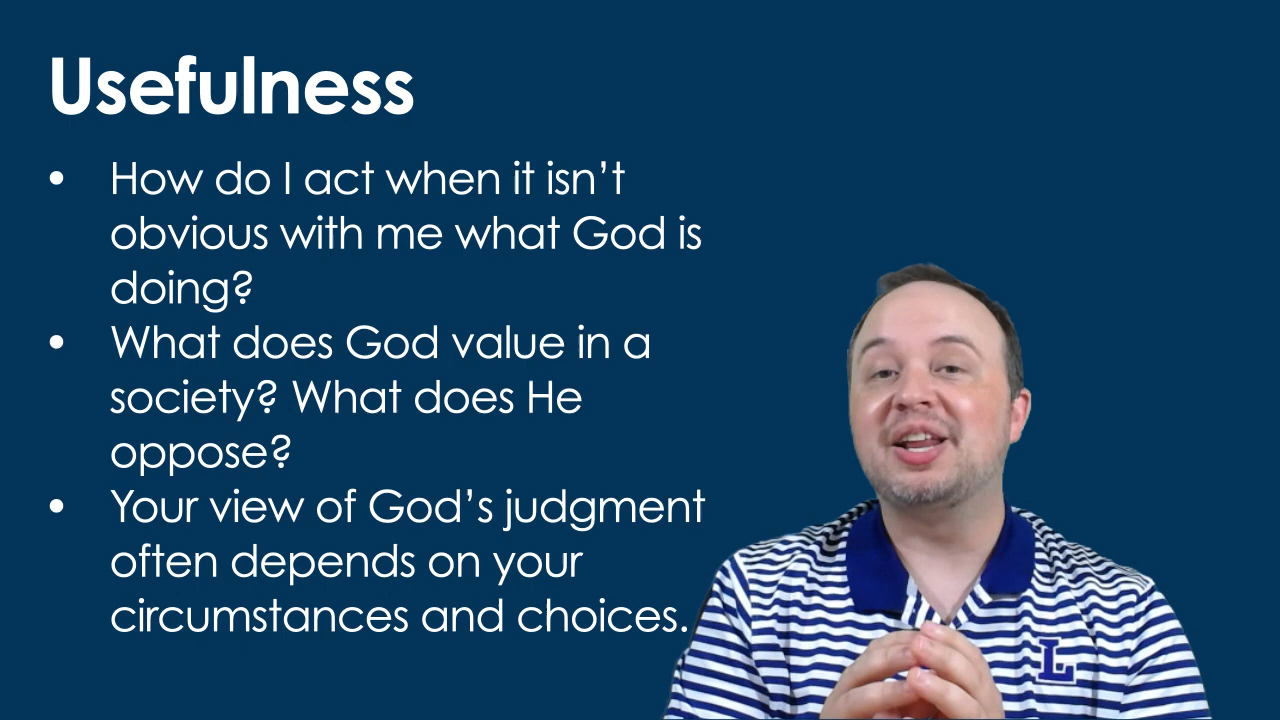 Usefulness
• How do I act when it isn’t
obvious with me what God is
doing?
• What does God value in a
society? What does He
oppose?
• Your view of God’s judgment
often depends on your
circumstances and choices.
L